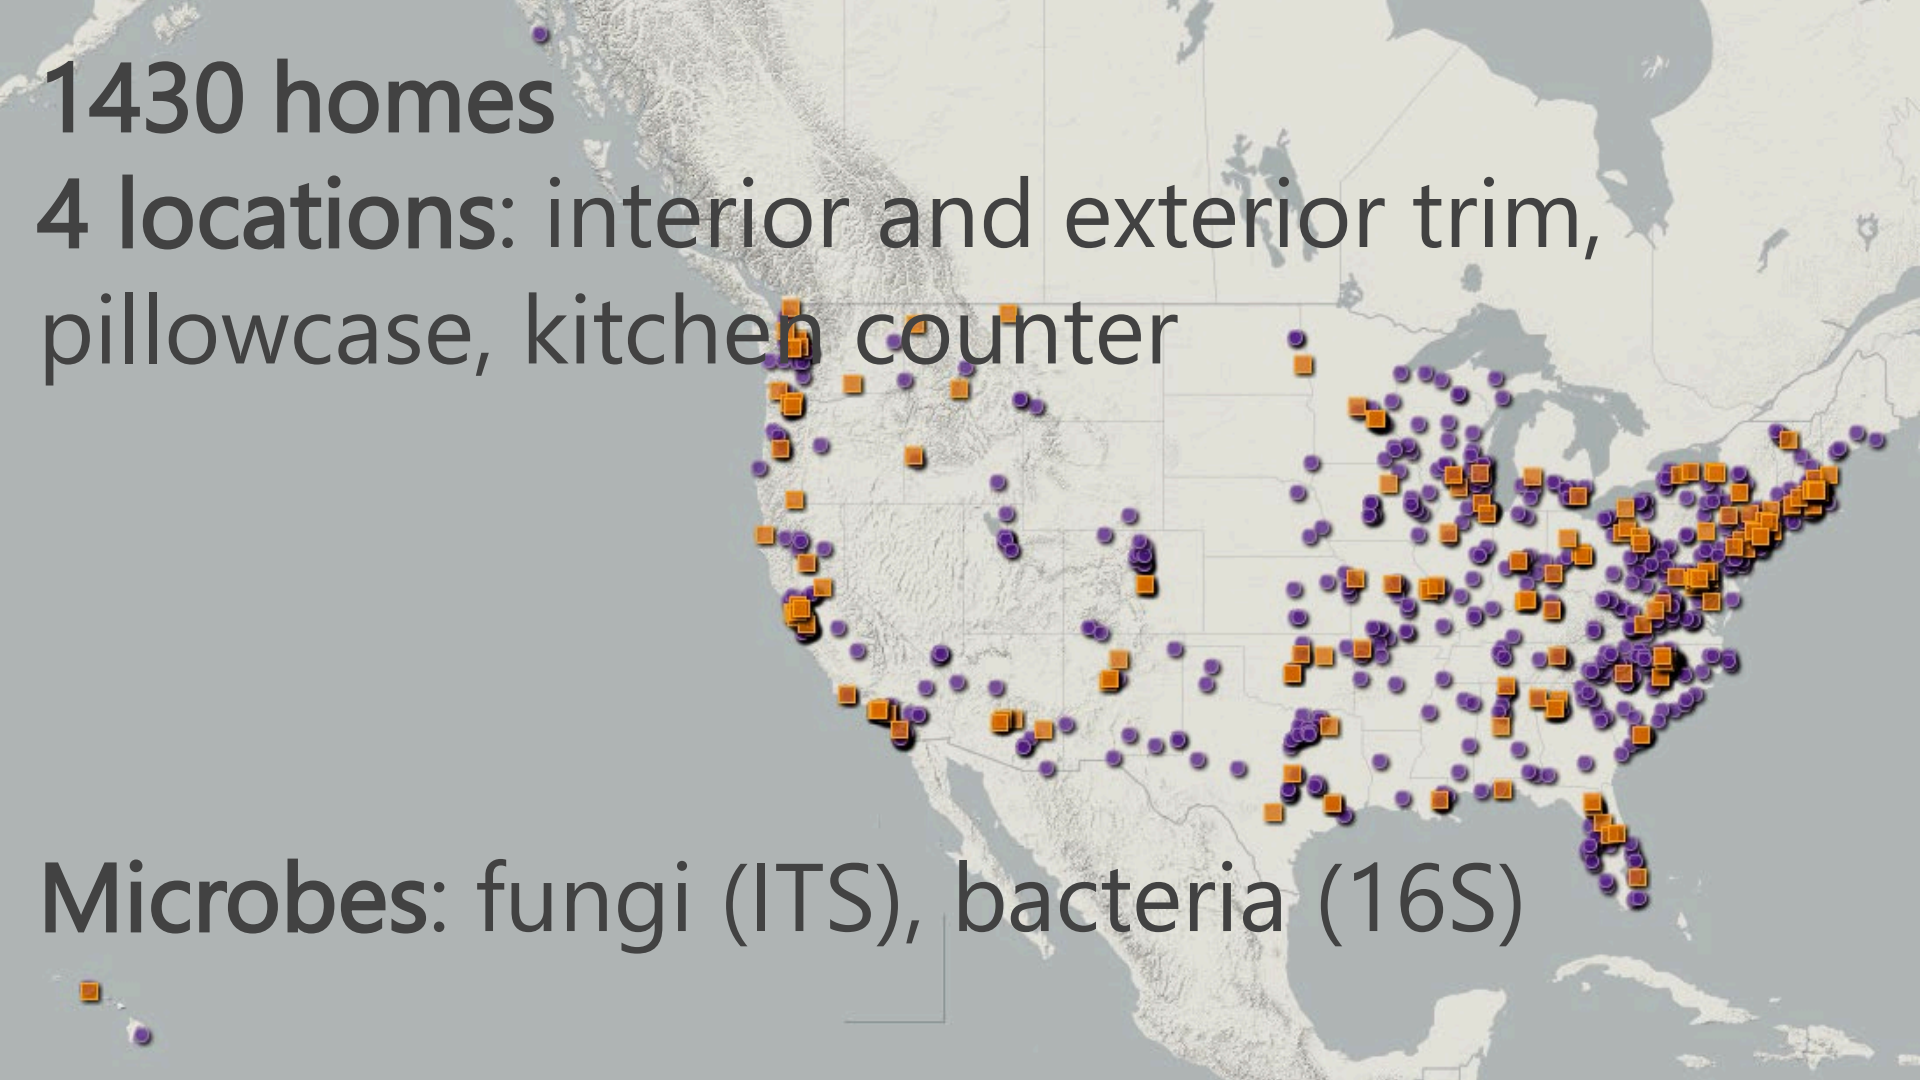 1430 homes
4 locations: interior and exterior trim,
pillowcase, kitchen counter
Microbes: fungi (ITS), bacteria (16S)